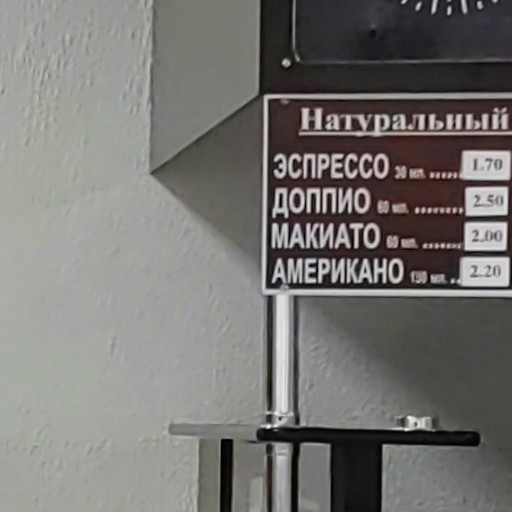 Натуральный
ЭСПРЕССО 30 мл. ...... 1.70
ДОППИО 60 мл. ........ 2.50
МАКИАТО 60 мл. ...... 2.00
АМЕРИКАНО 150 мл. .. 2.20